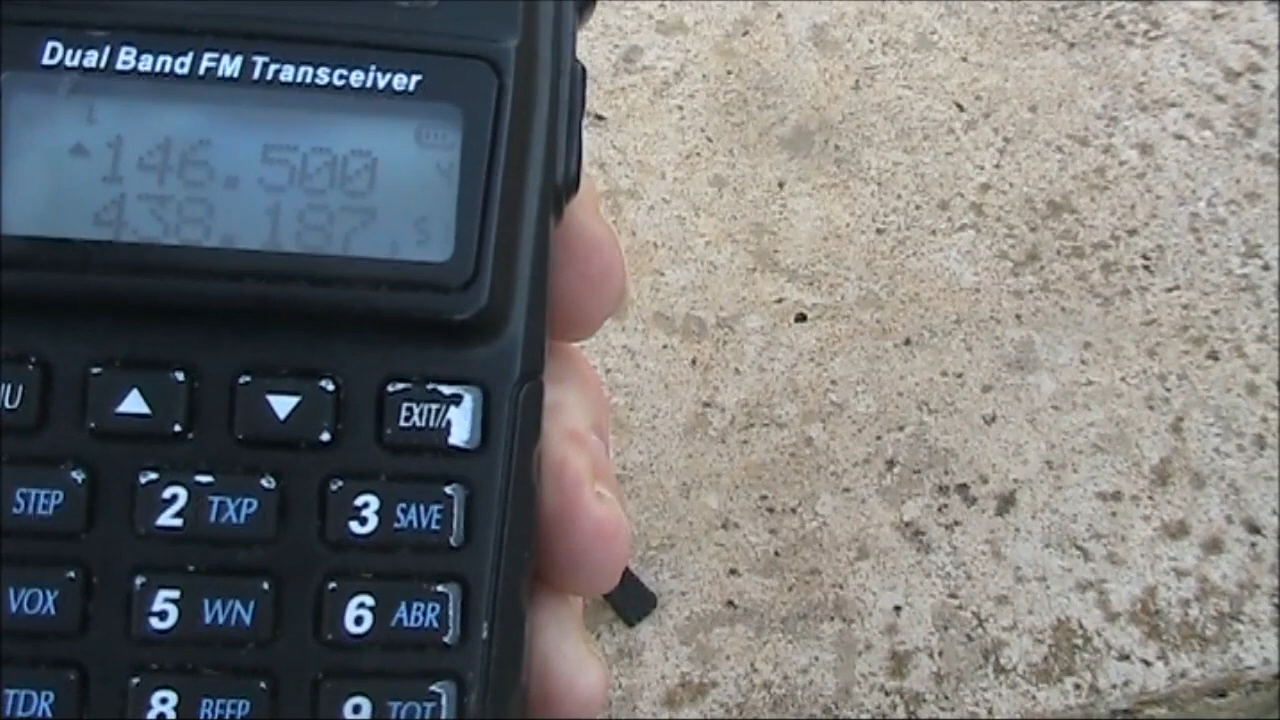 Dual Band FM Transceiver
146.500
438.187 S
▲ ▼ EXIT/
STEP 2 TXP 3 SAVE
VOX 5 WN 6 ABR
TDR 8 BEEP 9 TOT